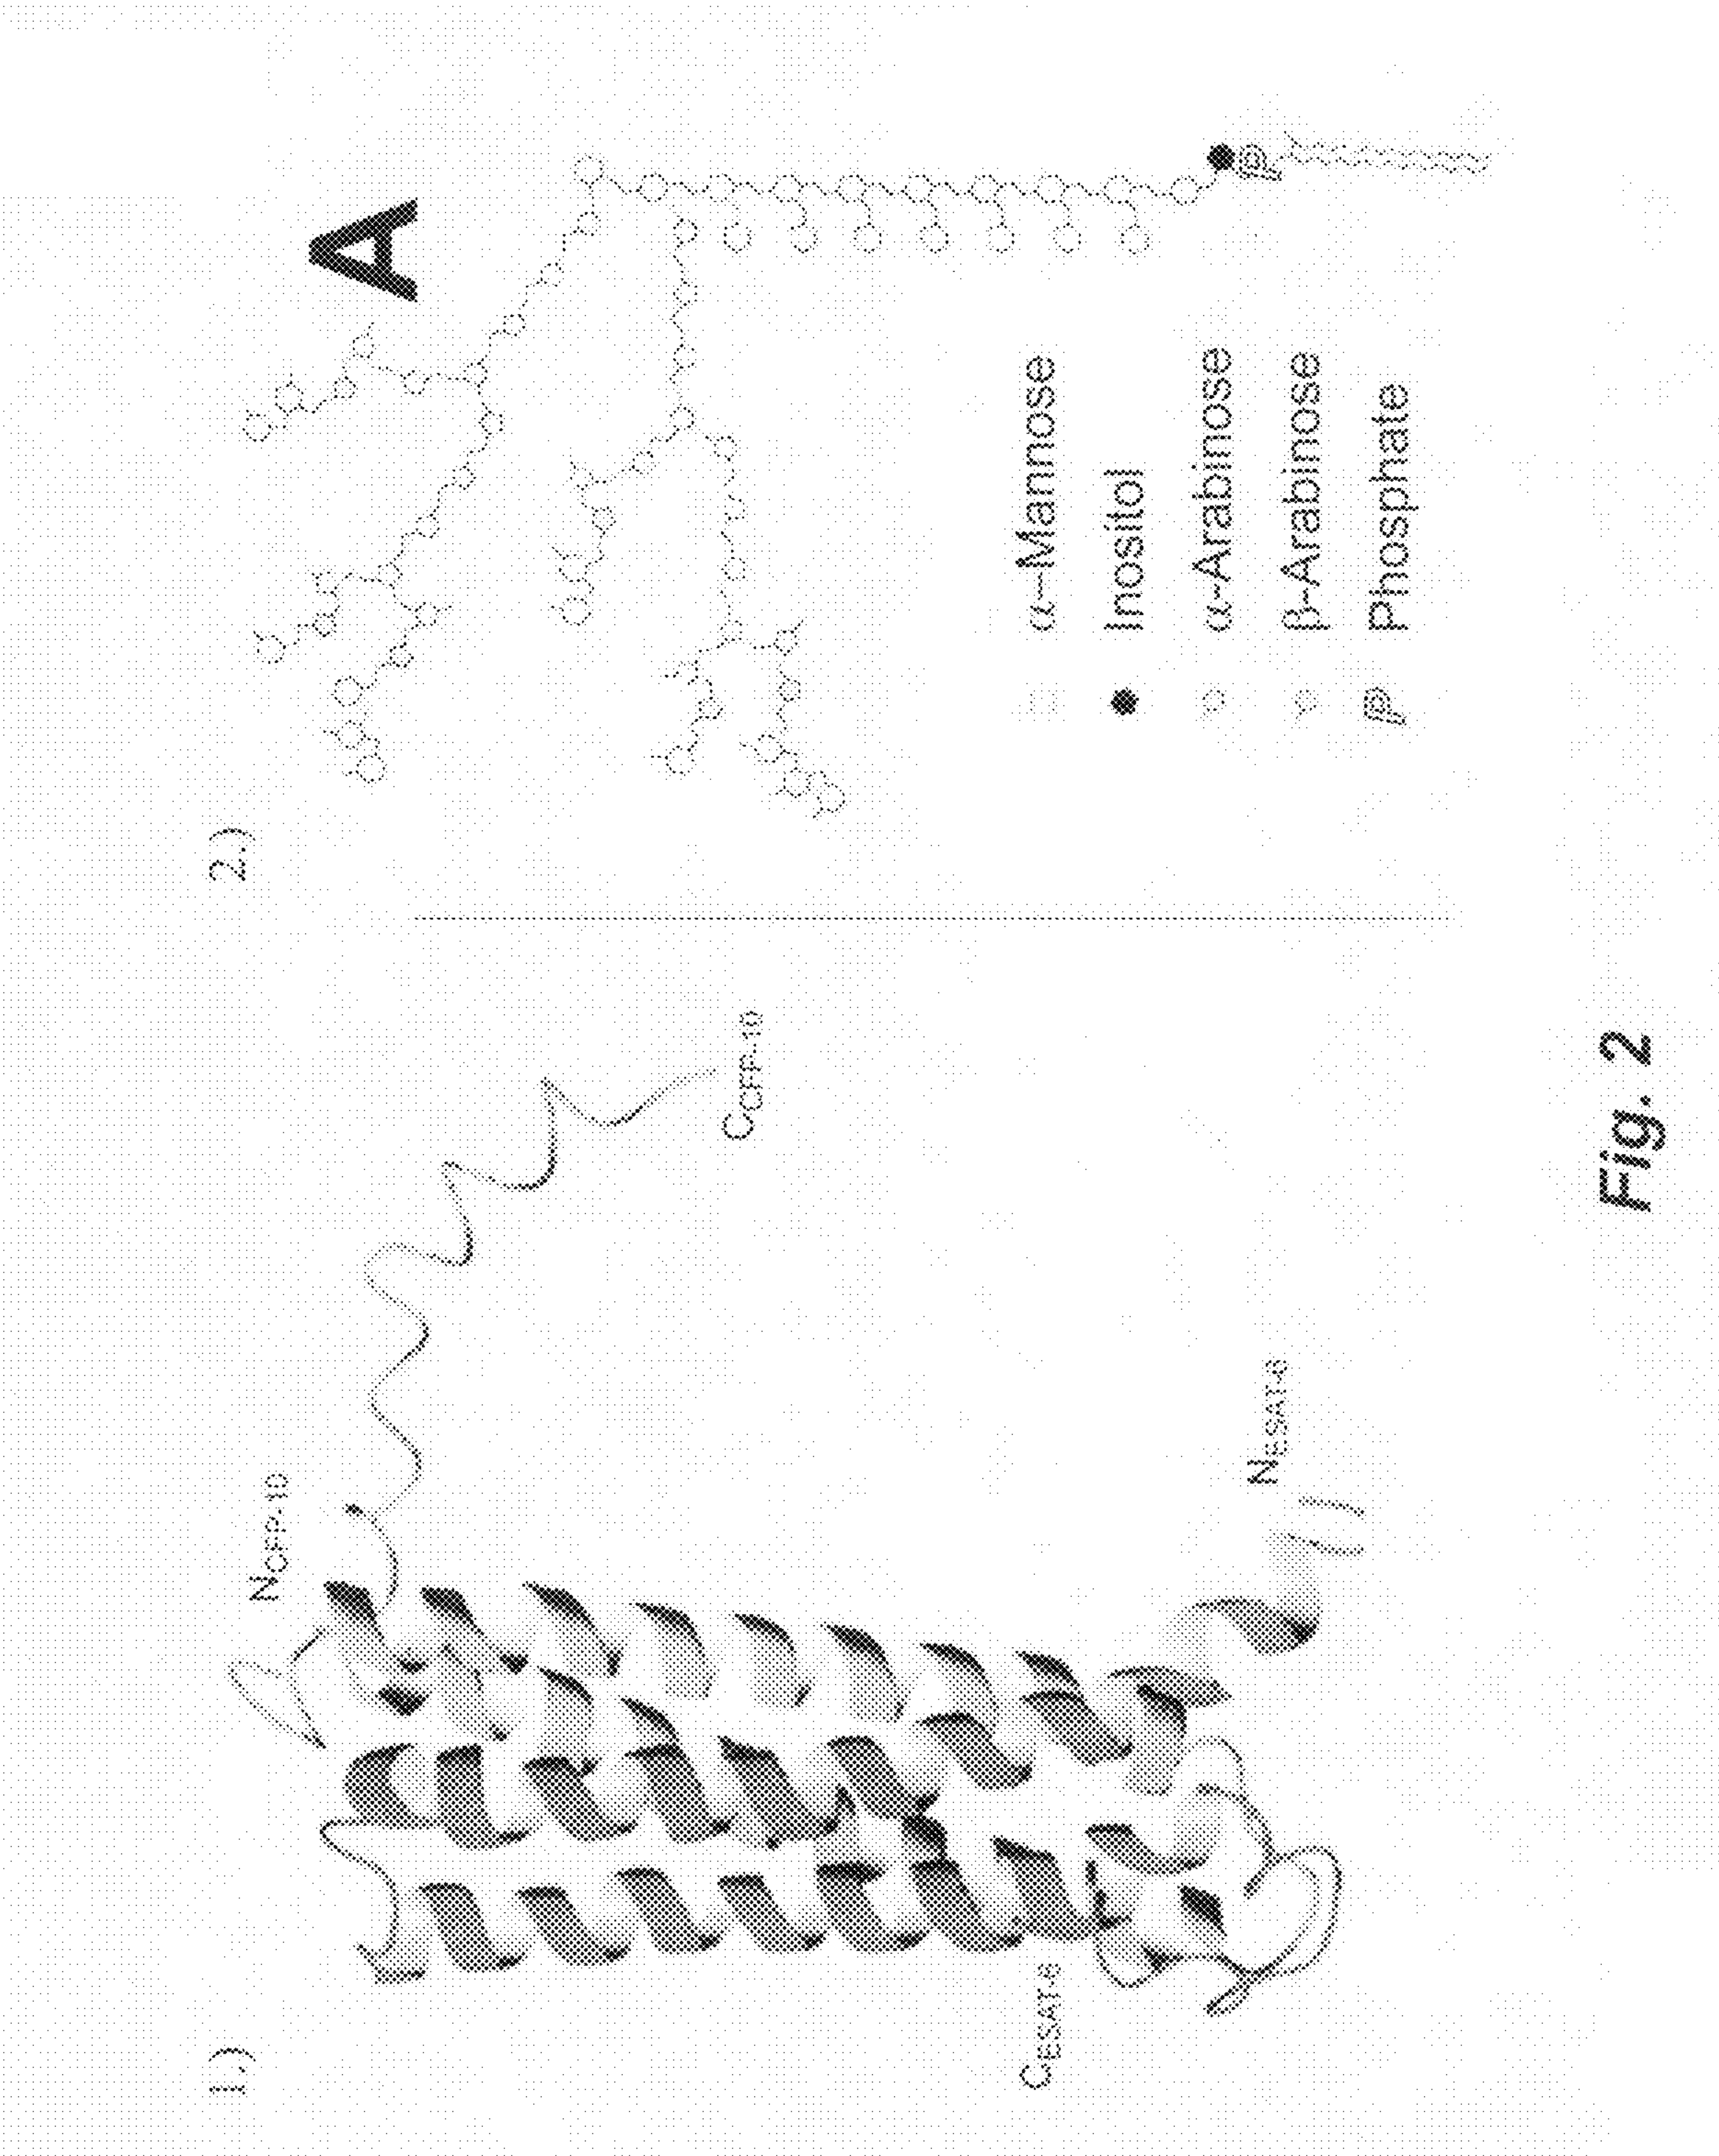 1.)
N_CFP-10
C_CFP-10
C_ESAT-6
N_ESAT-6
2.)
A
P
α-Mannose
Inositol
α-Arabinose
β-Arabinose
P Phosphate
Fig. 2